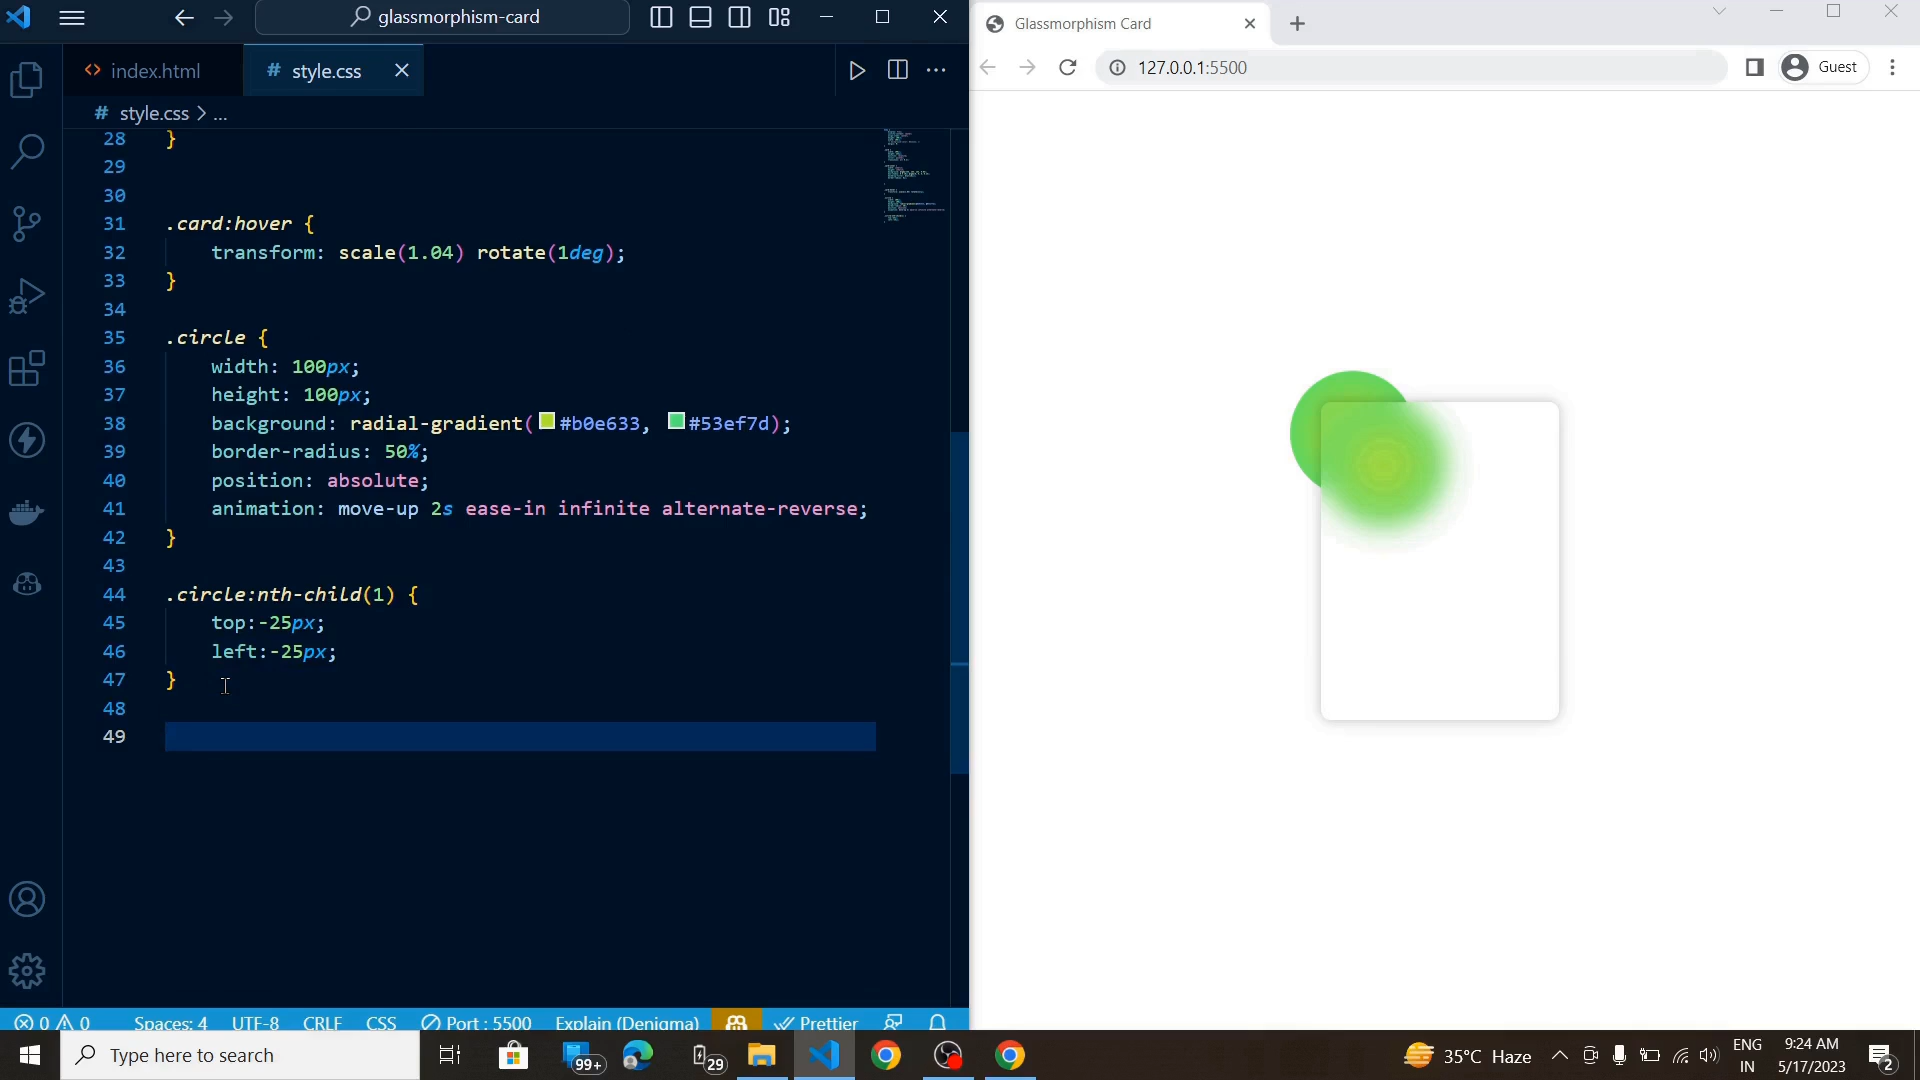 glassmorphism-card
index.html
# style.css
# style.css > ...
28 }
29
30
31 .card:hover {
32 transform: scale(1.04) rotate(1deg);
33 }
34
35 .circle {
36 width: 100px;
37 height: 100px;
38 background: radial-gradient( #b0e633, #53ef7d);
39 border-radius: 50%;
40 position: absolute;
41 animation: move-up 2s ease-in infinite alternate-reverse;
42 }
43
44 .circle:nth-child(1) {
45 top:-25px;
46 left:-25px;
47 }
48
49
0 0 Spaces: 4 UTF-8 CRLF CSS Port : 5500 Explain (Denigma) Prettier
Glassmorphism Card
127.0.0.1:5500
Guest
Type here to search
99+
29
35°C Haze
ENG
IN
9:24 AM
5/17/2023
2